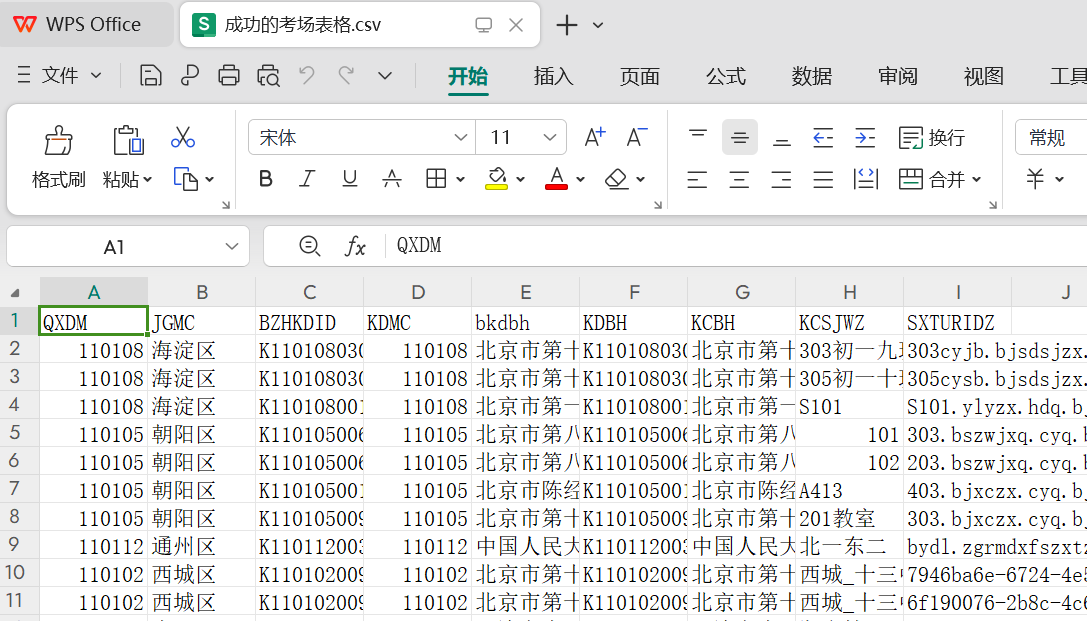 WPS Office
S 成功的考场表格.csv
文件
开始 插入 页面 公式 数据 审阅 视图 工具
宋体 11 A+ A- 换行 常规
格式刷 粘贴 B I U A A 合并 ¥
A1 fx QXDM
A B C D E F G H I J
1 QXDM JGMC BZHKDID KDMC bkdbh KDBH KCBH KCSJWZ SXTURIDZ
2 110108 海淀区 K11010803 110108 北京市第十 K11010803 北京市第十 303初一九 303cyjb.bjsdsjzx.
3 110108 海淀区 K11010803 110108 北京市第十 K11010803 北京市第十 305初一十 305cysb.bjsdsjzx.
4 110108 海淀区 K11010800 110108 北京市第一 K11010800 北京市第一 S101 S101.ylyzx.hdq.b
5 110105 朝阳区 K110105006 110105 北京市第八 K110105006 北京市第八 101 303.bszwjxq.cyq.b
6 110105 朝阳区 K110105006 110105 北京市第八 K110105006 北京市第八 102 203.bszwjxq.cyq.b
7 110105 朝阳区 K11010500 110105 北京市陈经 K11010500 北京市陈经 A413 403.bjxczx.cyq.b
8 110105 朝阳区 K110105009 110105 北京市第十 K110105009 北京市第十 201教室 303.bjxczx.cyq.b
9 110112 通州区 K110112003 110112 中国人民大 K110112003 中国人民大 北一东二 bydl.zgrmdxfszxtz
10 110102 西城区 K110102009 110102 北京市第十 K110102009 北京市第十 西城_十三 7946ba6e-6724-4e5
11 110102 西城区 K110102009 110102 北京市第十 K110102009 北京市第十 西城_十三 6f190076-2b8c-4c6